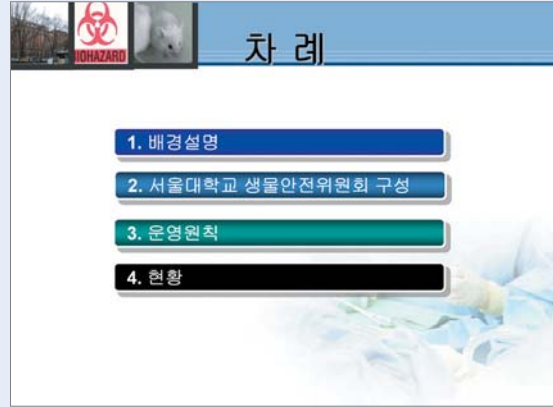 BIOHAZARD
차 례
1. 배경설명
2. 서울대학교 생물안전위원회 구성
3. 운영원칙
4. 현황